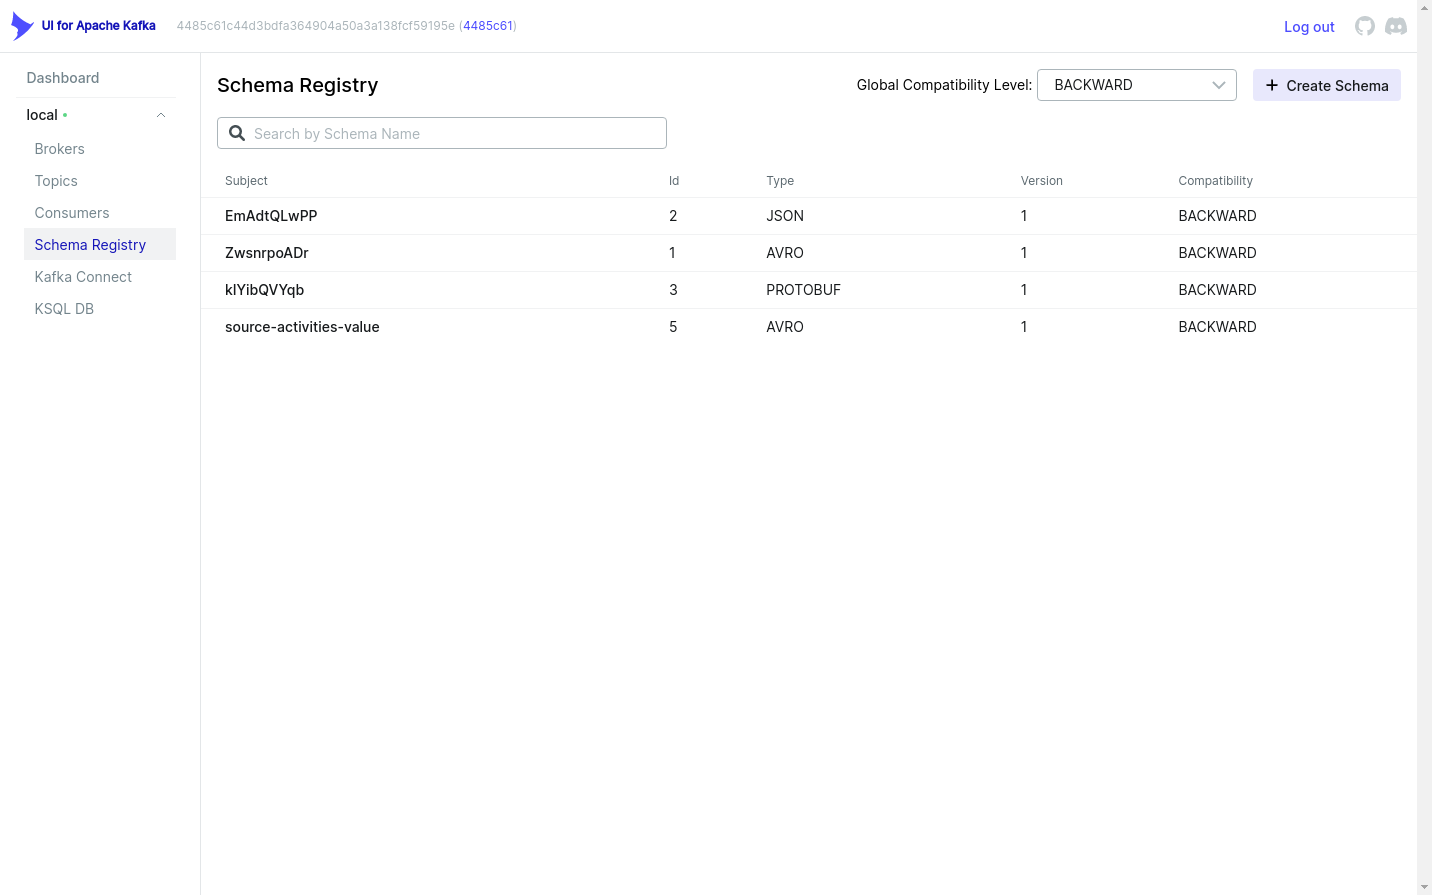 UI for Apache Kafka 4485c61c44d3bdfa364904a50a3a138fcf59195e (4485c61) Log out
Dashboard
local
Brokers
Topics
Consumers
Schema Registry
Kafka Connect
KSQL DB
Schema Registry Global Compatibility Level: BACKWARD Create Schema
Search by Schema Name
Subject Id Type Version Compatibility
EmAdtQLwPP 2 JSON 1 BACKWARD
ZwsnrpoADr 1 AVRO 1 BACKWARD
klYibQVYqb 3 PROTOBUF 1 BACKWARD
source-activities-value 5 AVRO 1 BACKWARD